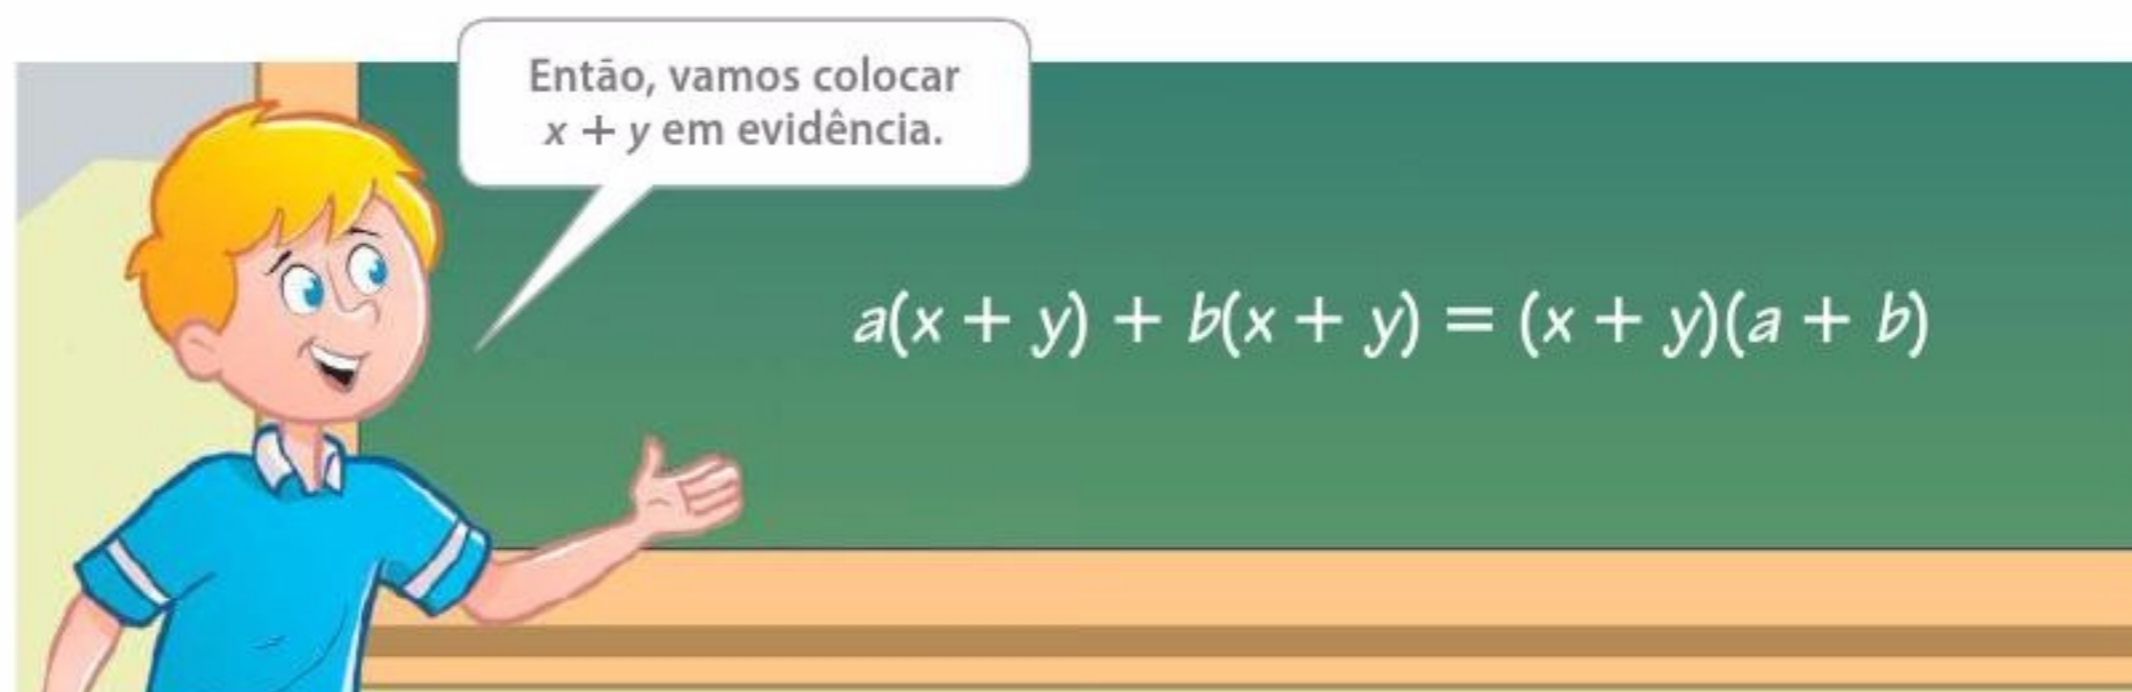 Então, vamos colocar
x + y em evidência.
a(x + y) + b(x + y) = (x + y)(a + b)